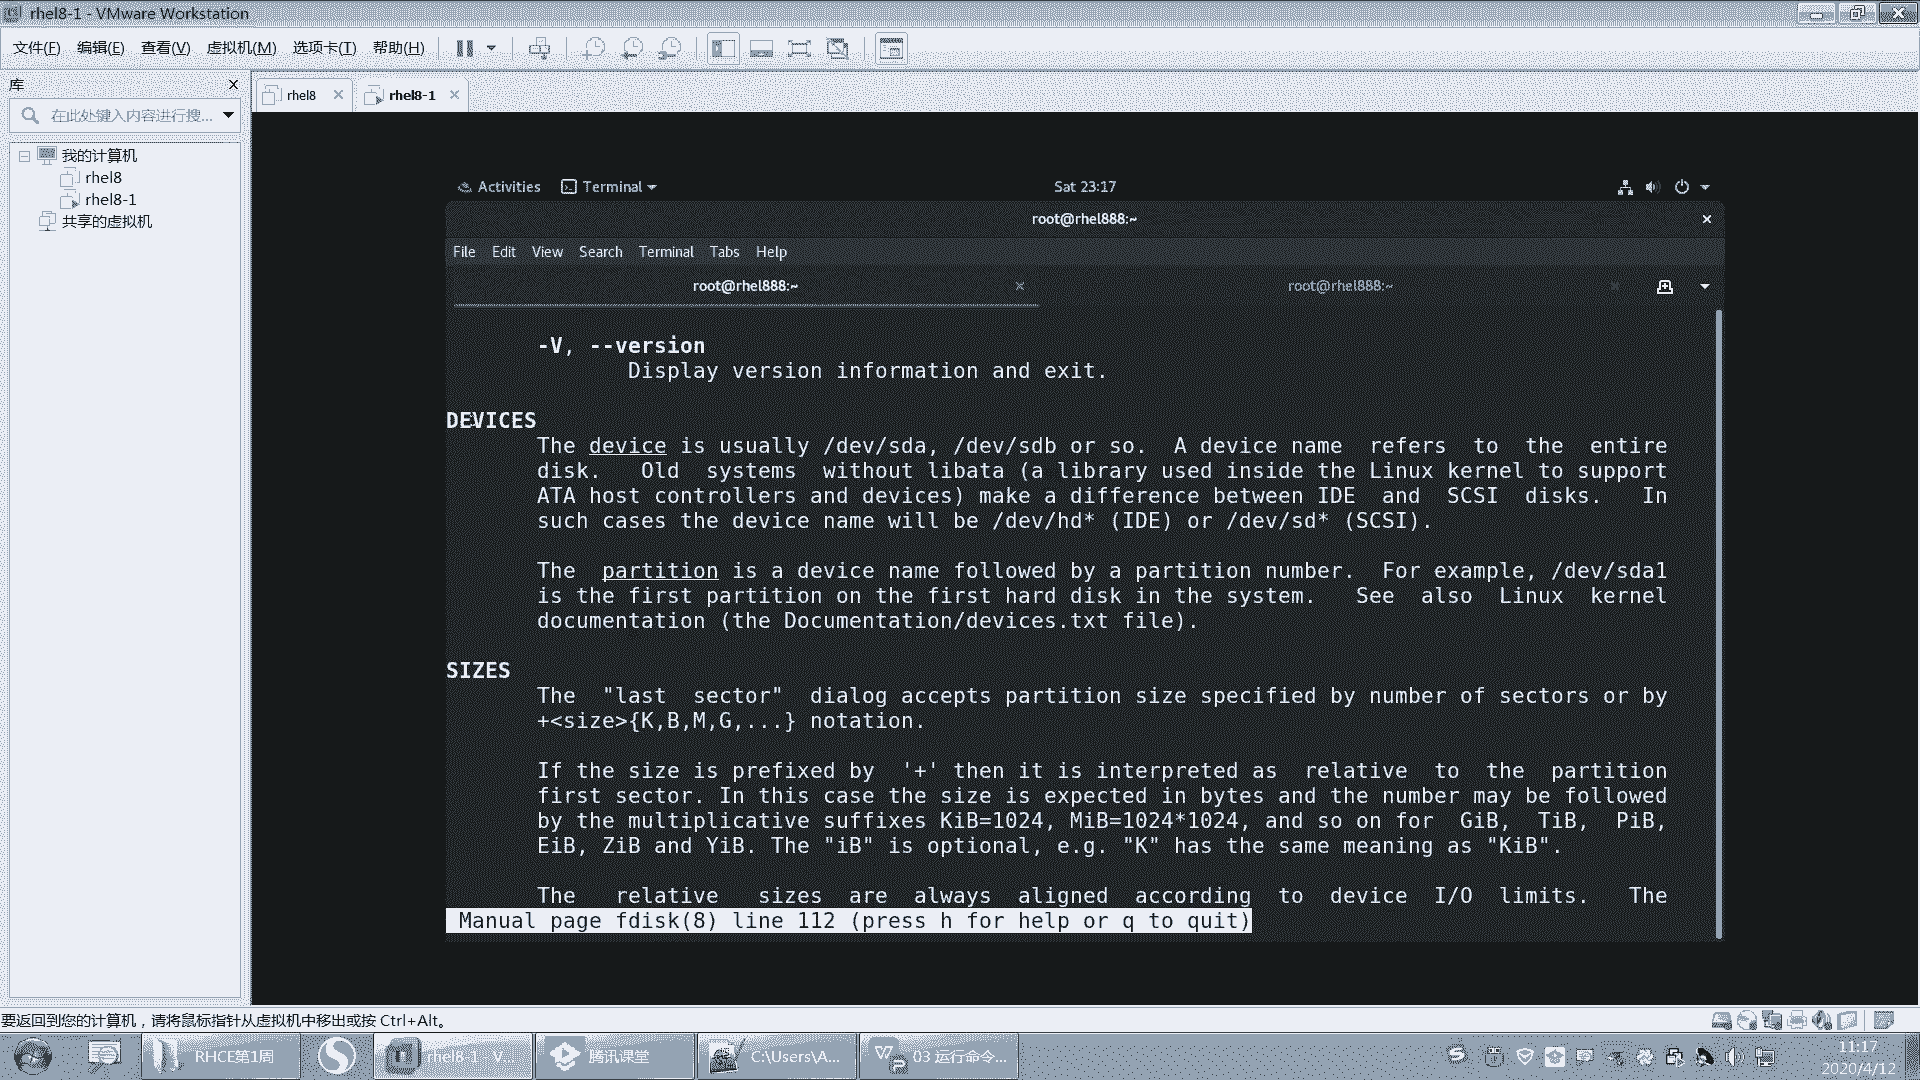 rhel8-1 - VMware Workstation
文件(F) 编辑(E) 查看(V) 虚拟机(M) 选项卡(T) 帮助(H)
库
在此处键入内容进行搜...
我的计算机
rhel8
rhel8-1
共享的虚拟机
rhel8 rhel8-1
Activities Terminal Sat 23:17
root@rhel888:~
File Edit View Search Terminal Tabs Help
root@rhel888:~ root@rhel888:~
-V, --version
Display version information and exit.
DEVICES
The device is usually /dev/sda, /dev/sdb or so. A device name refers to the entire
disk. Old systems without libata (a library used inside the Linux kernel to support
ATA host controllers and devices) make a difference between IDE and SCSI disks. In
such cases the device name will be /dev/hd* (IDE) or /dev/sd* (SCSI).
The partition is a device name followed by a partition number. For example, /dev/sda1
is the first partition on the first hard disk in the system. See also Linux kernel
documentation (the Documentation/devices.txt file).
SIZES
The "last sector" dialog accepts partition size specified by number of sectors or by
+<size>{K,B,M,G,...} notation.
If the size is prefixed by '+' then it is interpreted as relative to the partition
first sector. In this case the size is expected in bytes and the number may be followed
by the multiplicative suffixes KiB=1024, MiB=1024*1024, and so on for GiB, TiB, PiB,
EiB, ZiB and YiB. The "iB" is optional, e.g. "K" has the same meaning as "KiB".
The relative sizes are always aligned according to device I/O limits. The
Manual page fdisk(8) line 112 (press h for help or q to quit)
要返回到您的计算机，请将鼠标指针从虚拟机中移出或按 Ctrl+Alt。
RHCE第1周 rhel8-1 - V... 腾讯课堂 C:\Users\A... 03 运行命令...
11:17
2020/4/12